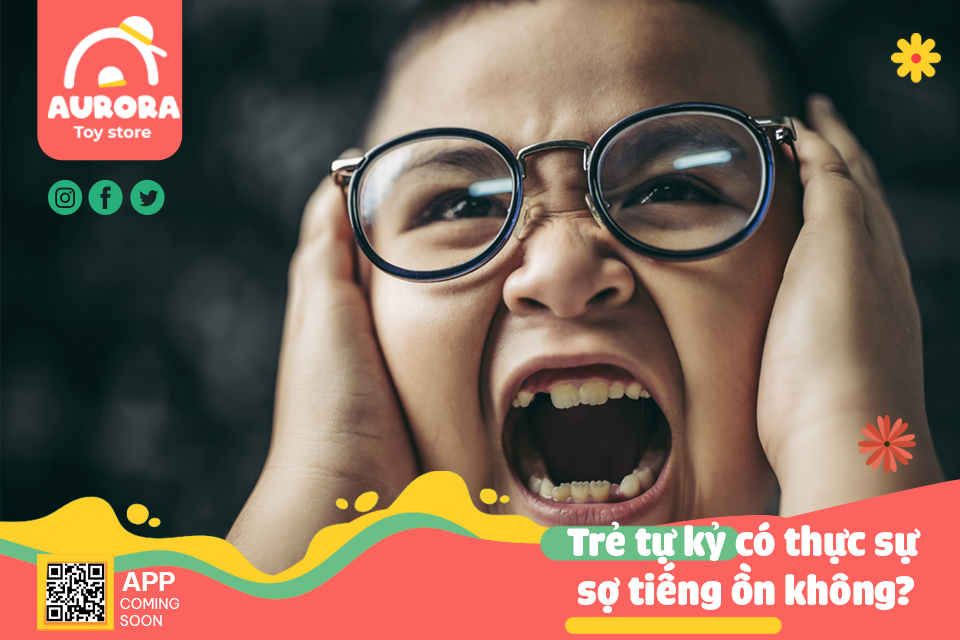 AURORA
Toy store
Trẻ tự kỷ có thực sự
sợ tiếng ồn không?
APP
COMING
SOON